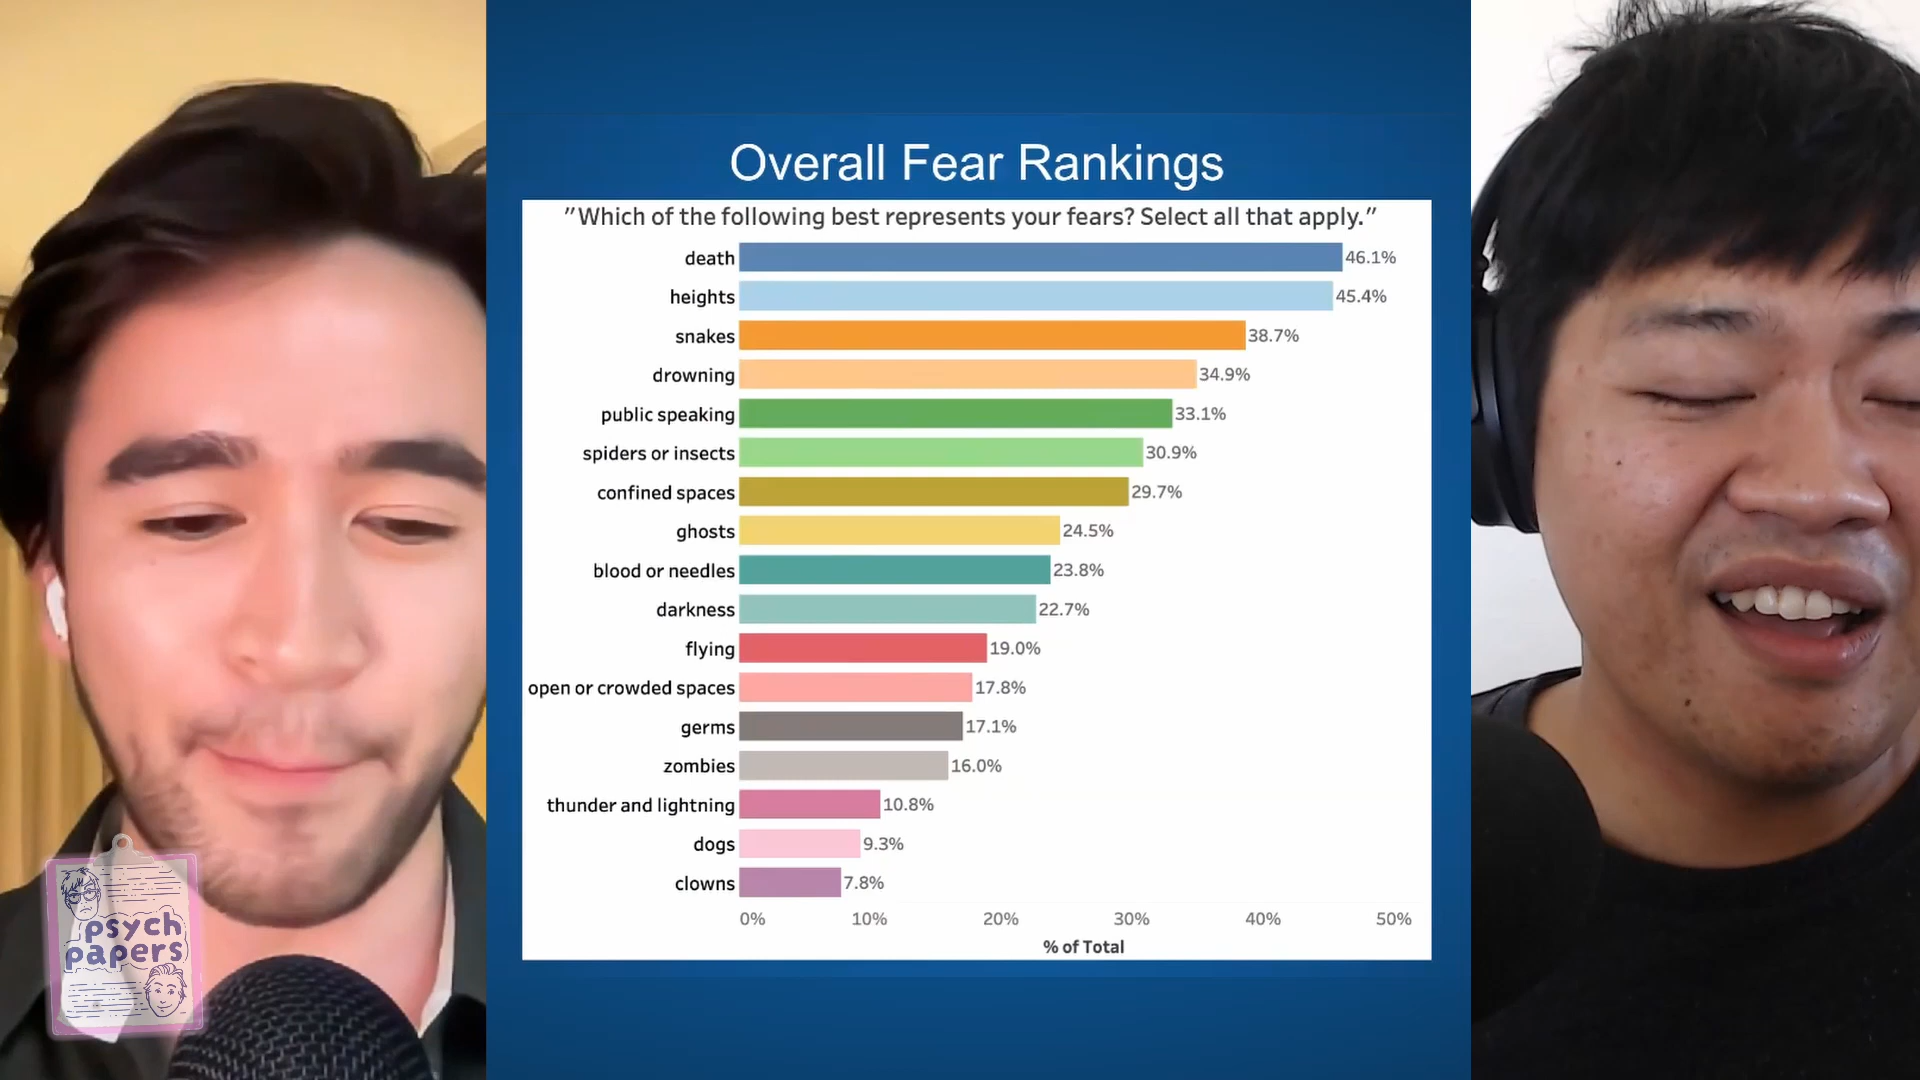 Overall Fear Rankings
"Which of the following best represents your fears? Select all that apply."
death 46.1%
heights 45.4%
snakes 38.7%
drowning 34.9%
public speaking 33.1%
spiders or insects 30.9%
confined spaces 29.7%
ghosts 24.5%
blood or needles 23.8%
darkness 22.7%
flying 19.0%
open or crowded spaces 17.8%
germs 17.1%
zombies 16.0%
thunder and lightning 10.8%
dogs 9.3%
clowns 7.8%
0% 10% 20% 30% 40% 50%
% of Total
psych
papers